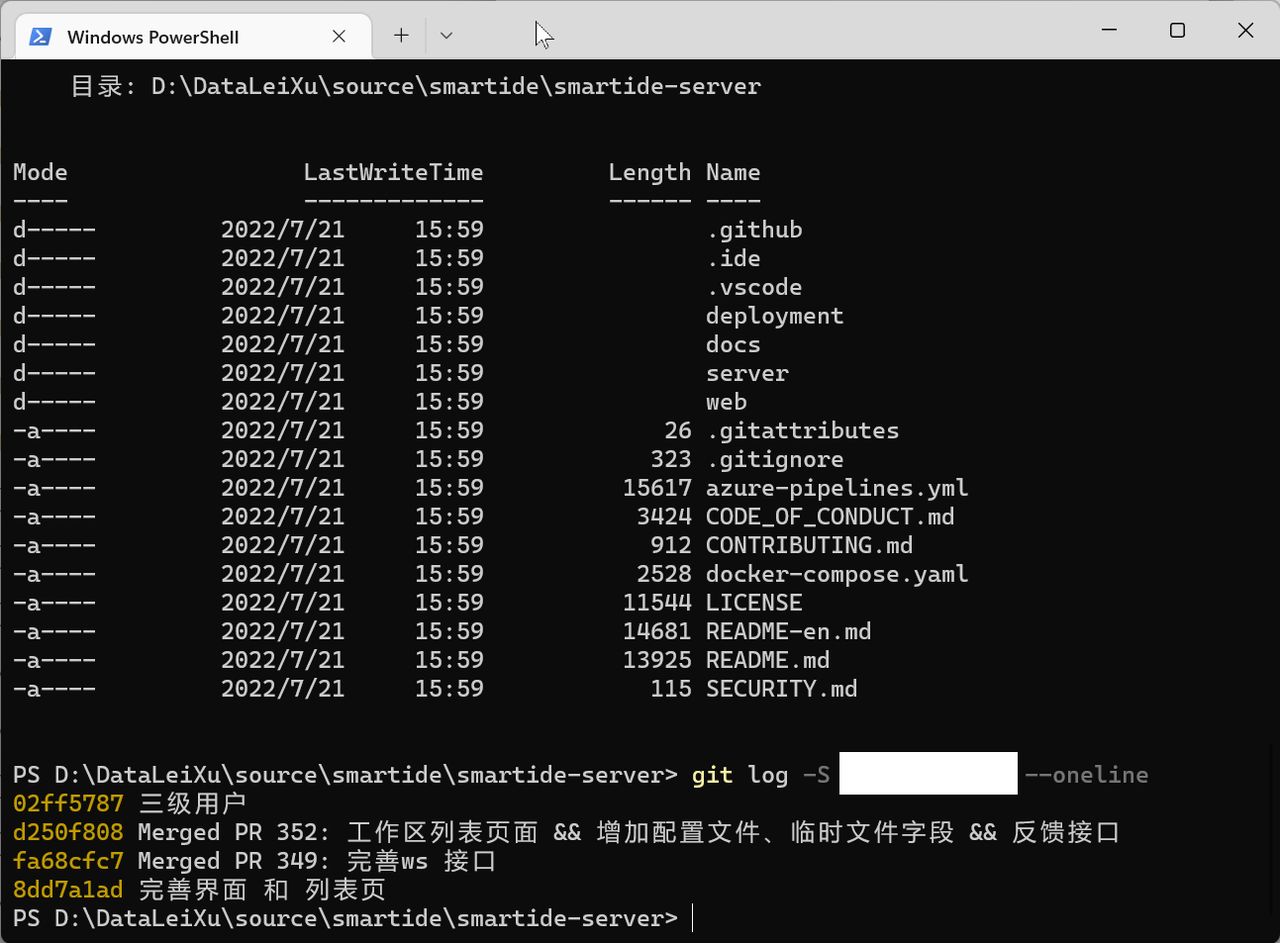 Windows PowerShell
目录: D:\DataLeiXu\source\smartide\smartide-server
Mode LastWriteTime Length Name
---- ------------- ------ ----
d----- 2022/7/21 15:59 .github
d----- 2022/7/21 15:59 .ide
d----- 2022/7/21 15:59 .vscode
d----- 2022/7/21 15:59 deployment
d----- 2022/7/21 15:59 docs
d----- 2022/7/21 15:59 server
d----- 2022/7/21 15:59 web
-a---- 2022/7/21 15:59 26 .gitattributes
-a---- 2022/7/21 15:59 323 .gitignore
-a---- 2022/7/21 15:59 15617 azure-pipelines.yml
-a---- 2022/7/21 15:59 3424 CODE_OF_CONDUCT.md
-a---- 2022/7/21 15:59 912 CONTRIBUTING.md
-a---- 2022/7/21 15:59 2528 docker-compose.yaml
-a---- 2022/7/21 15:59 11544 LICENSE
-a---- 2022/7/21 15:59 14681 README-en.md
-a---- 2022/7/21 15:59 13925 README.md
-a---- 2022/7/21 15:59 115 SECURITY.md
PS D:\DataLeiXu\source\smartide\smartide-server> git log -S --oneline
02ff5787 三级用户
d250f808 Merged PR 352: 工作区列表页面 && 增加配置文件、临时文件字段 && 反馈接口
fa68cfc7 Merged PR 349: 完善ws 接口
8dd7a1ad 完善界面 和 列表页
PS D:\DataLeiXu\source\smartide\smartide-server>